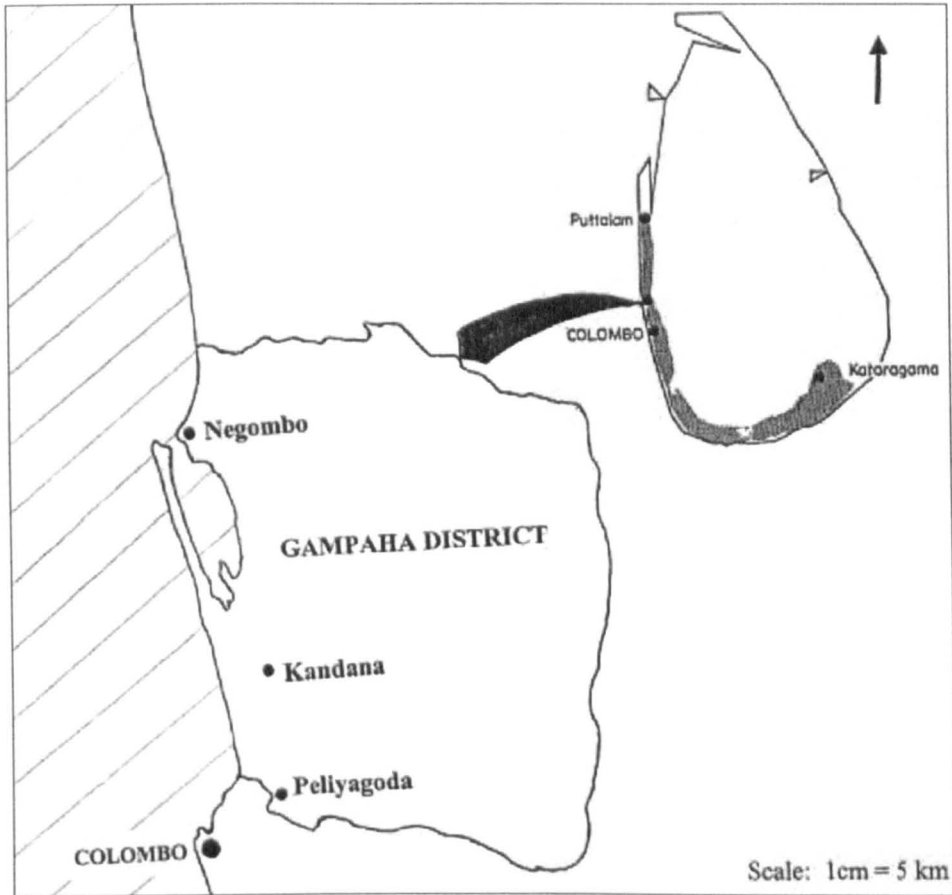 Puttalam
COLOMBO
Kataragama
Negombo
GAMPAHA DISTRICT
Kandana
Peliyagoda
COLOMBO
Scale: 1cm = 5 km